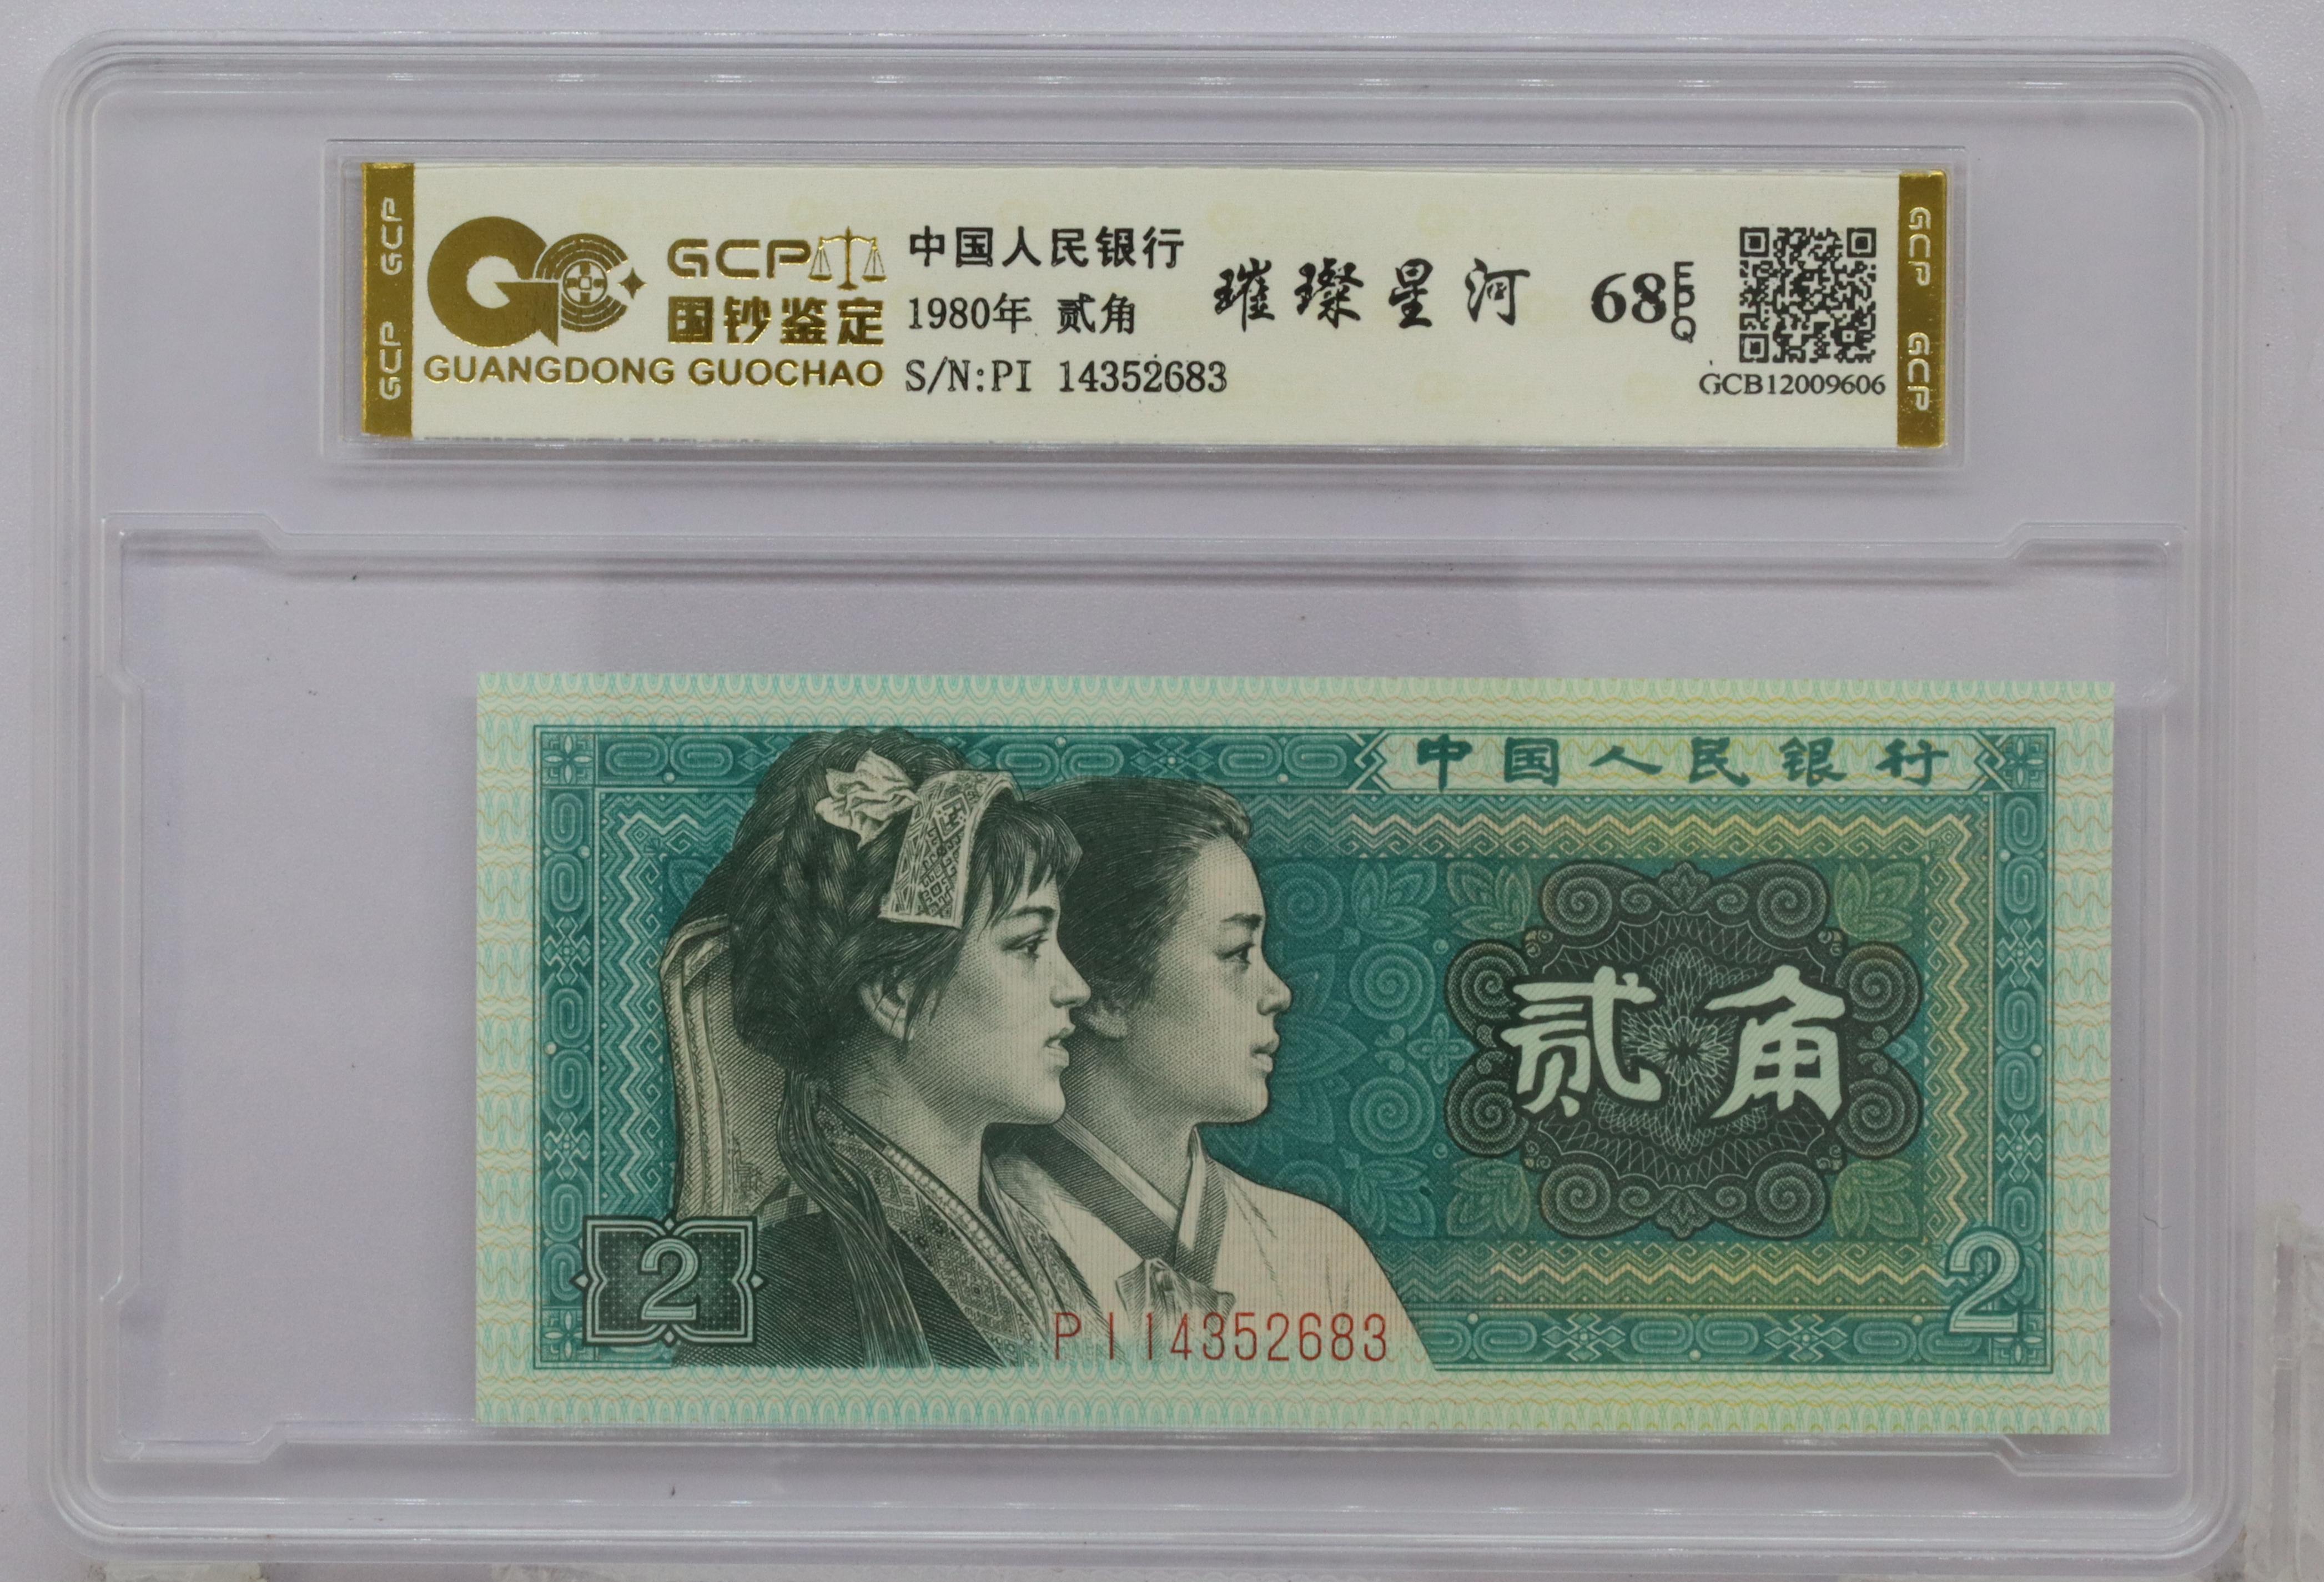 GCP GCP
GCP
国钞鉴定
GUANGDONG GUOCHAO
中国人民银行
1980年 贰角
S/N:PI 14352683
璀璨星河
68 EPQ
GCB12009606
GCP GCP
中国人民银行
贰角
2
2
PI14352683